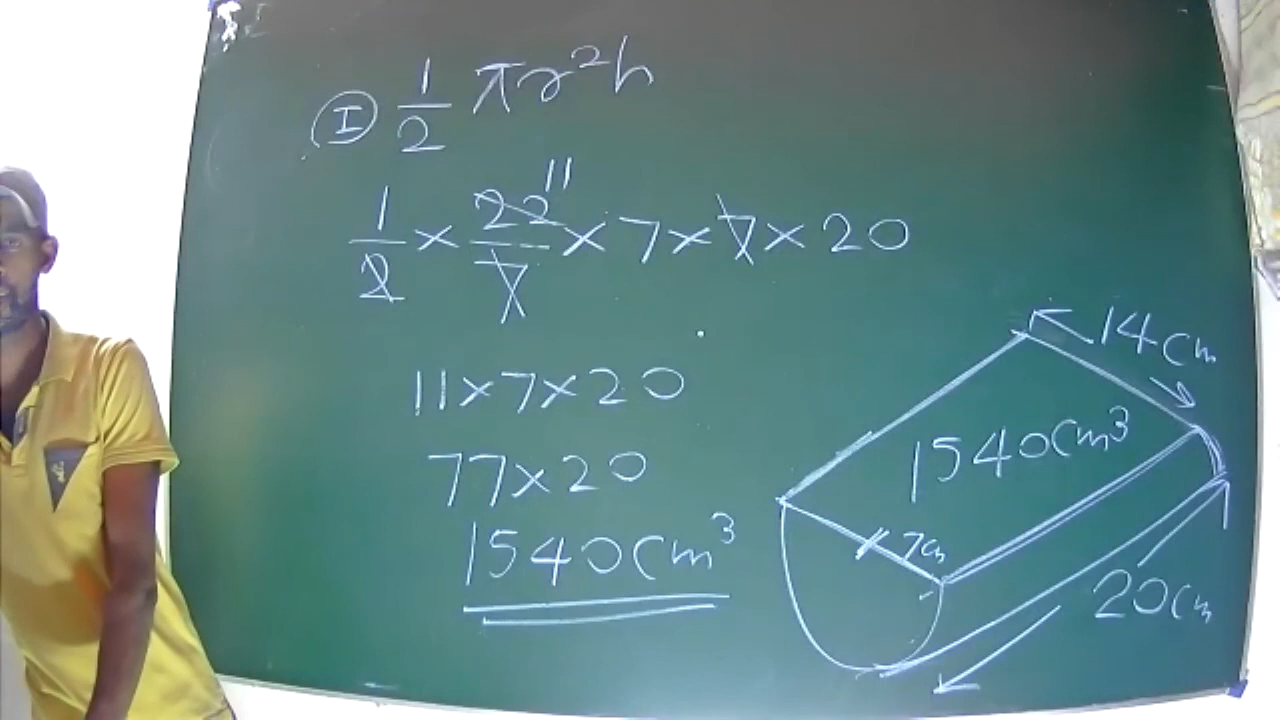 (I) 1/2 πr²h
1/2 × 22/7 11 × 7 × 7 × 20
11×7×20
77×20
1540cm³
14cm
1540cm³
7cm
20cm